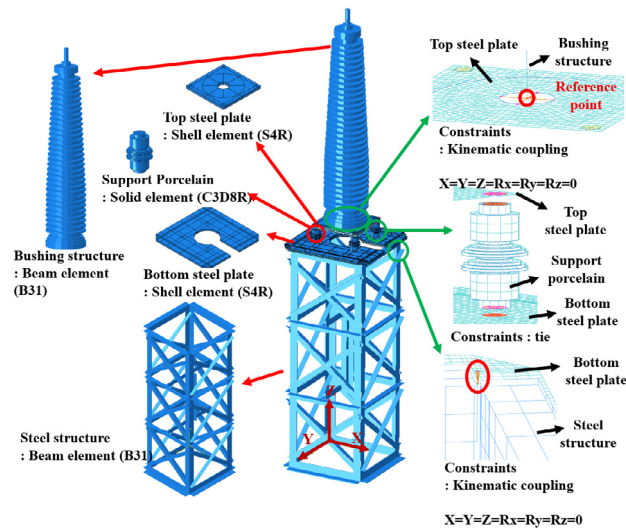 Top steel plate
: Shell element (S4R)
Support Porcelain
: Solid element (C3D8R)
Bushing structure
: Beam element
(B31)
Bottom steel plate
: Shell element (S4R)
Steel structure
: Beam element (B31)
Z
Y
X
Top steel plate
Bushing
structure
Reference
point
Constraints
: Kinematic coupling
X=Y=Z=Rx=Ry=Rz=0
Top
steel plate
Support
porcelain
Bottom
steel plate
Constraints : tie
Bottom
steel plate
Steel
structure
Constraints
: Kinematic coupling
X=Y=Z=Rx=Ry=Rz=0